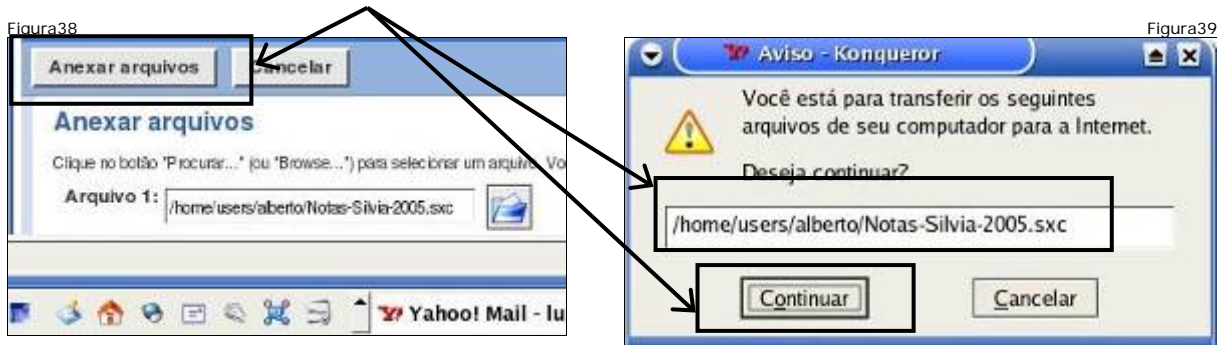 Figura38
Figura39
Anexar arquivos
Cancelar
Anexar arquivos
Clique no botão "Procurar..." (ou "Browse...") para selecionar um arquivo. Vo
Arquivo 1: /home/users/alberto/Notas-Silvia-2005.sxc
Yahoo! Mail - lu
Aviso - Konqueror
Você está para transferir os seguintes
arquivos de seu computador para a Internet.
Deseja continuar?
/home/users/alberto/Notas-Silvia-2005.sxc
Continuar
Cancelar